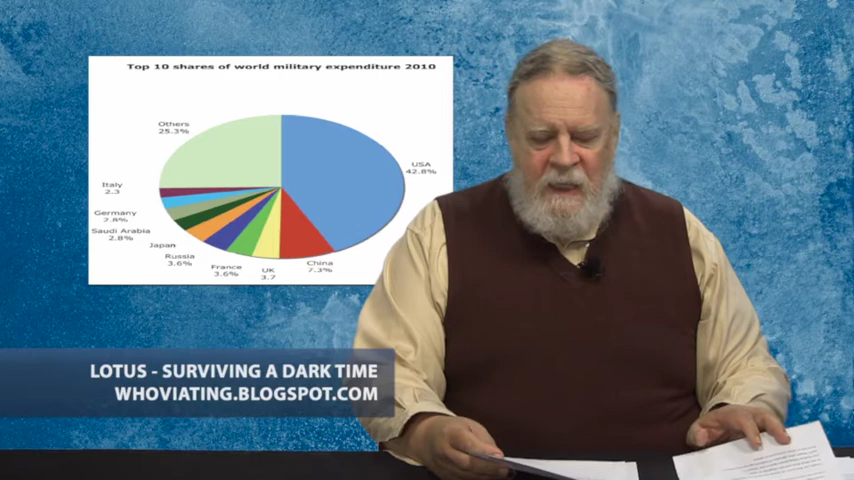 Top 10 shares of world military expenditure 2010
Others
25.3%
USA
42.8%
Italy
2.3
Germany
2.8%
Saudi Arabia
2.8%
Japan
Russia
3.6%
France
3.6%
UK
3.7
China
7.3%
LOTUS - SURVIVING A DARK TIME
WHOVIATING.BLOGSPOT.COM